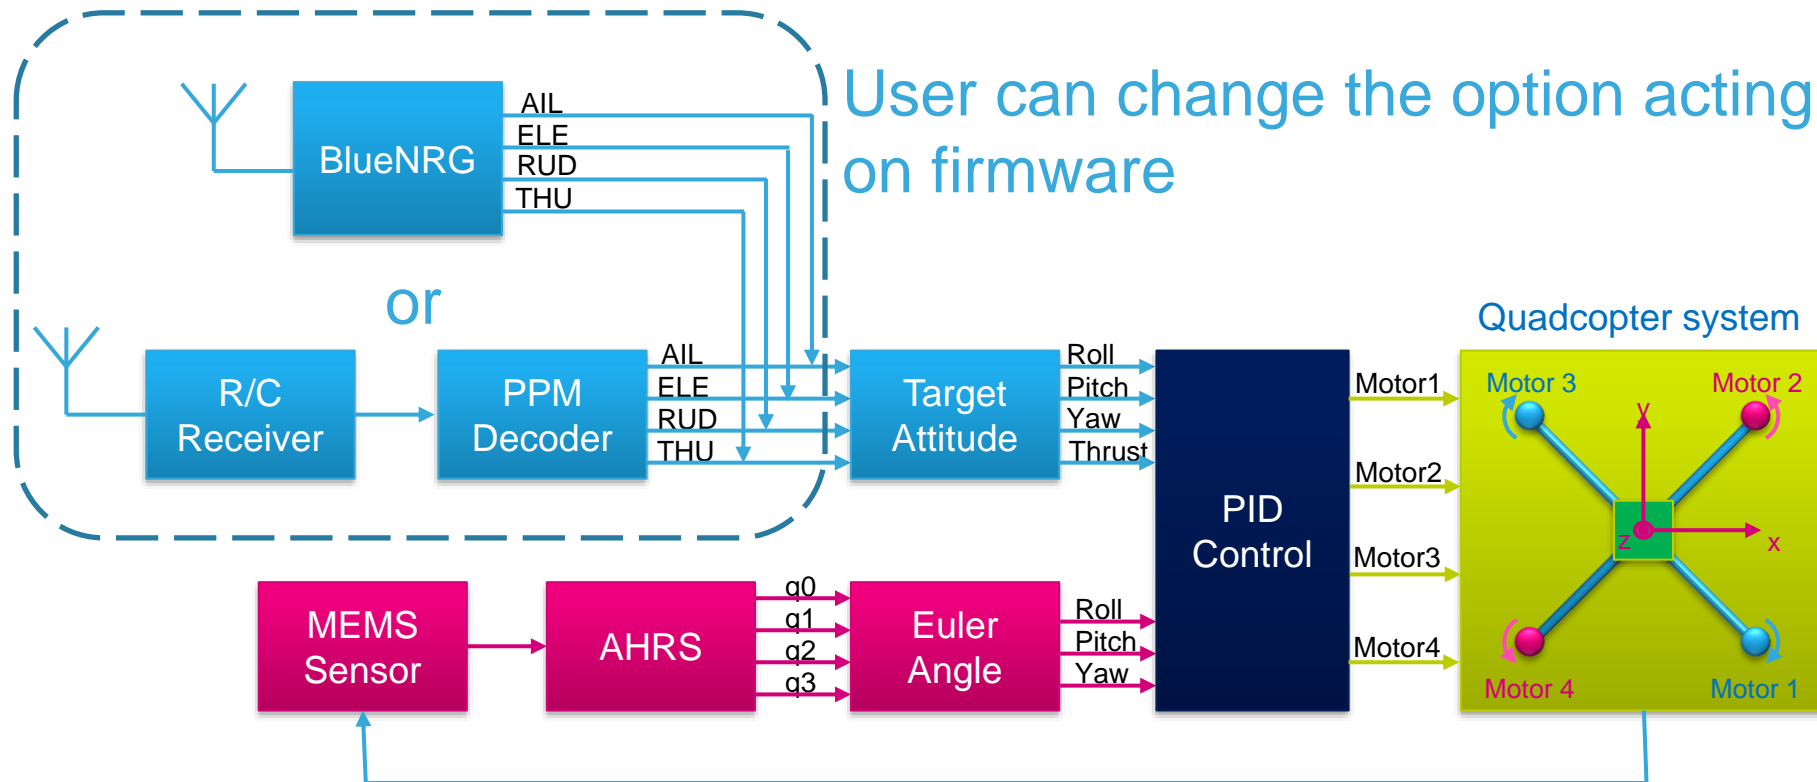 User can change the option acting
on firmware
BlueNRG
AIL
ELE
RUD
THU
or
R/C
Receiver
PPM
Decoder
AIL
ELE
RUD
THU
Target
Attitude
Roll
Pitch
Yaw
Thrust
MEMS
Sensor
AHRS
q0
q1
q2
q3
Euler
Angle
Roll
Pitch
Yaw
PID
Control
Motor1
Motor2
Motor3
Motor4
Quadcopter system
Motor 3
Motor 2
y
z
x
Motor 4
Motor 1